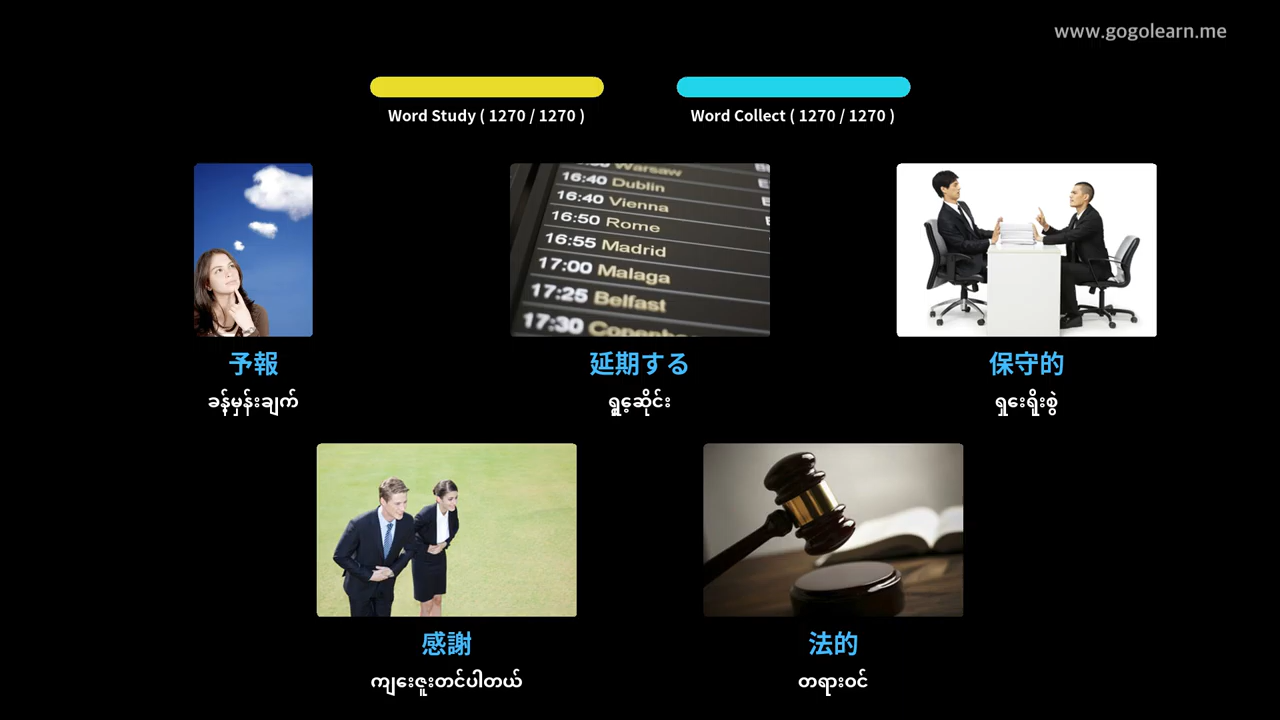 www.gogolearn.me
Word Study ( 1270 / 1270 )
Word Collect ( 1270 / 1270 )
Warsaw
16:40 Dublin
16:40 Vienna
16:50 Rome
16:55 Madrid
17:00 Malaga
17:25 Belfast
17:30
予報
延期する
保守的
ခန့်မှန်းချက်
ရွှေ့ဆိုင်း
ရှေးရိုးစွဲ
感謝
法的
ကျေးဇူးတင်ပါတယ်
တရားဝင်